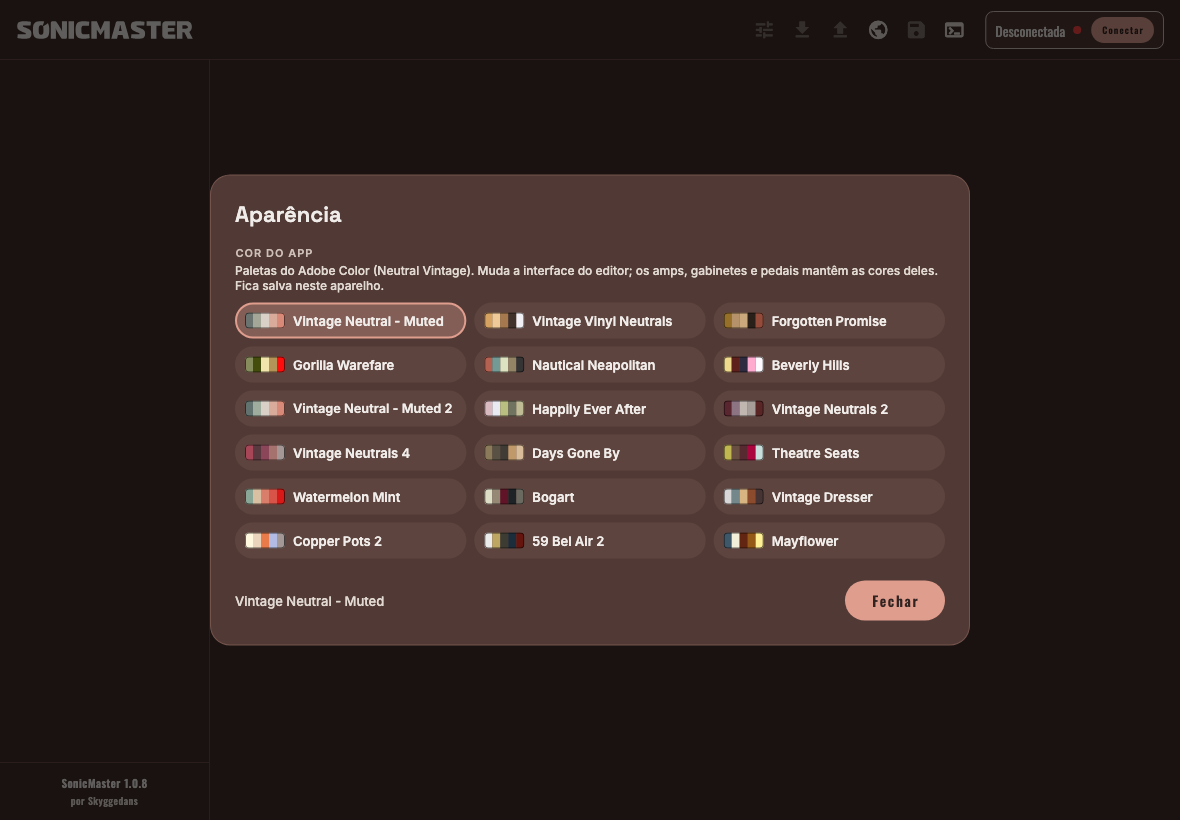 SONICMASTER
Desconectada
Conectar
Aparência
COR DO APP
Paletas do Adobe Color (Neutral Vintage). Muda a interface do editor; os amps, gabinetes e pedais mantêm as cores deles.
Fica salva neste aparelho.
Vintage Neutral - Muted
Vintage Vinyl Neutrals
Forgotten Promise
Gorilla Warefare
Nautical Neapolitan
Beverly Hills
Vintage Neutral - Muted 2
Happily Ever After
Vintage Neutrals 2
Vintage Neutrals 4
Days Gone By
Theatre Seats
Watermelon Mint
Bogart
Vintage Dresser
Copper Pots 2
59 Bel Air 2
Mayflower
Vintage Neutral - Muted
Fechar
SonicMaster 1.0.8
por Skyggedans